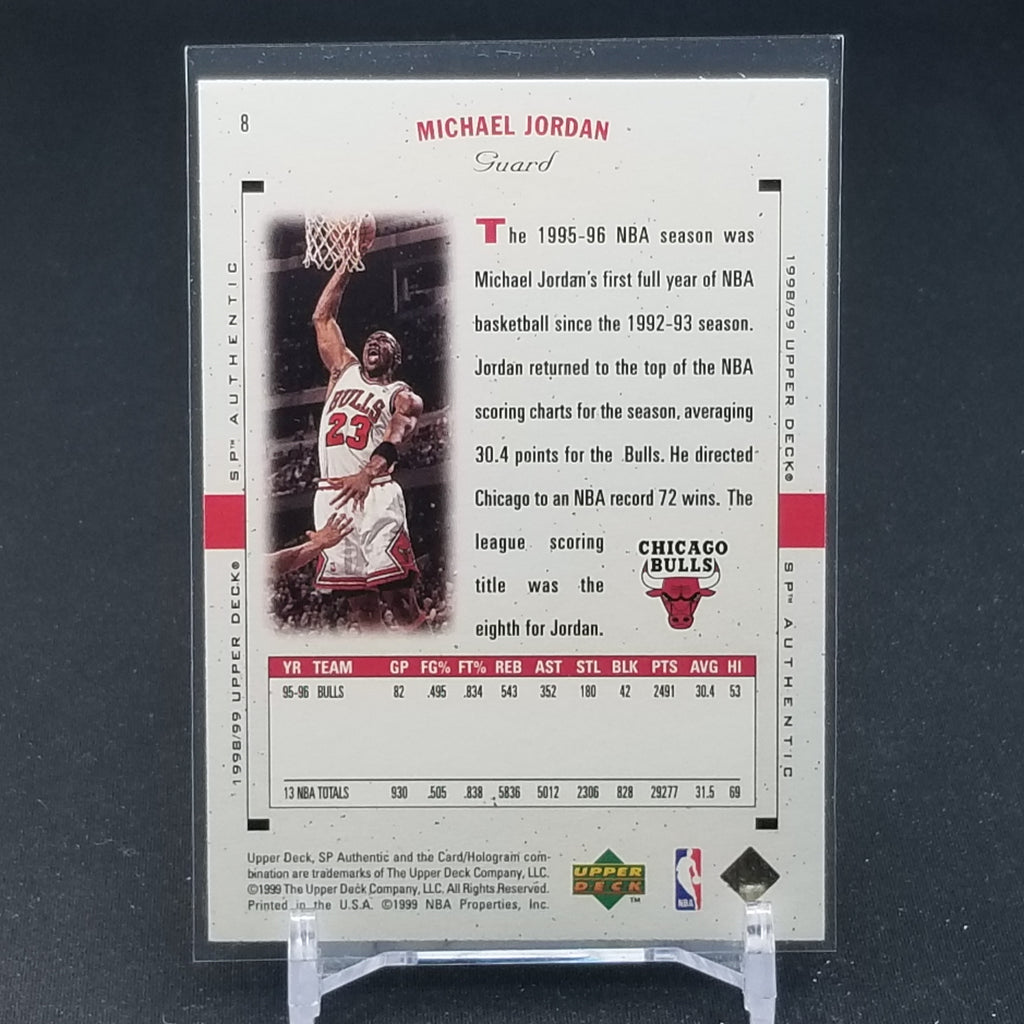 8
MICHAEL JORDAN
Guard
The 1995-96 NBA season was
Michael Jordan's first full year of NBA
basketball since the 1992-93 season.
Jordan returned to the top of the NBA
scoring charts for the season, averaging
30.4 points for the Bulls. He directed
Chicago to an NBA record 72 wins. The
league scoring
title was the
eighth for Jordan.
CHICAGO
BULLS
BULLS
23
SP™ AUTHENTIC
1998/99 UPPER DECK®
1998/99 UPPER DECK®
SP™ AUTHENTIC
YR TEAM GP FG% FT% REB AST STL BLK PTS AVG HI
95-96 BULLS 82 .495 .834 543 352 180 42 2491 30.4 53
13 NBA TOTALS 930 .505 .838 5836 5012 2306 828 29277 31.5 69
Upper Deck, SP Authentic and the Card/Hologram com-
bination are trademarks of The Upper Deck Company, LLC.
©1999 The Upper Deck Company, LLC. All Rights Reserved.
Printed in the U.S.A. ©1999 NBA Properties, Inc.
UPPER
DECK™
NBA